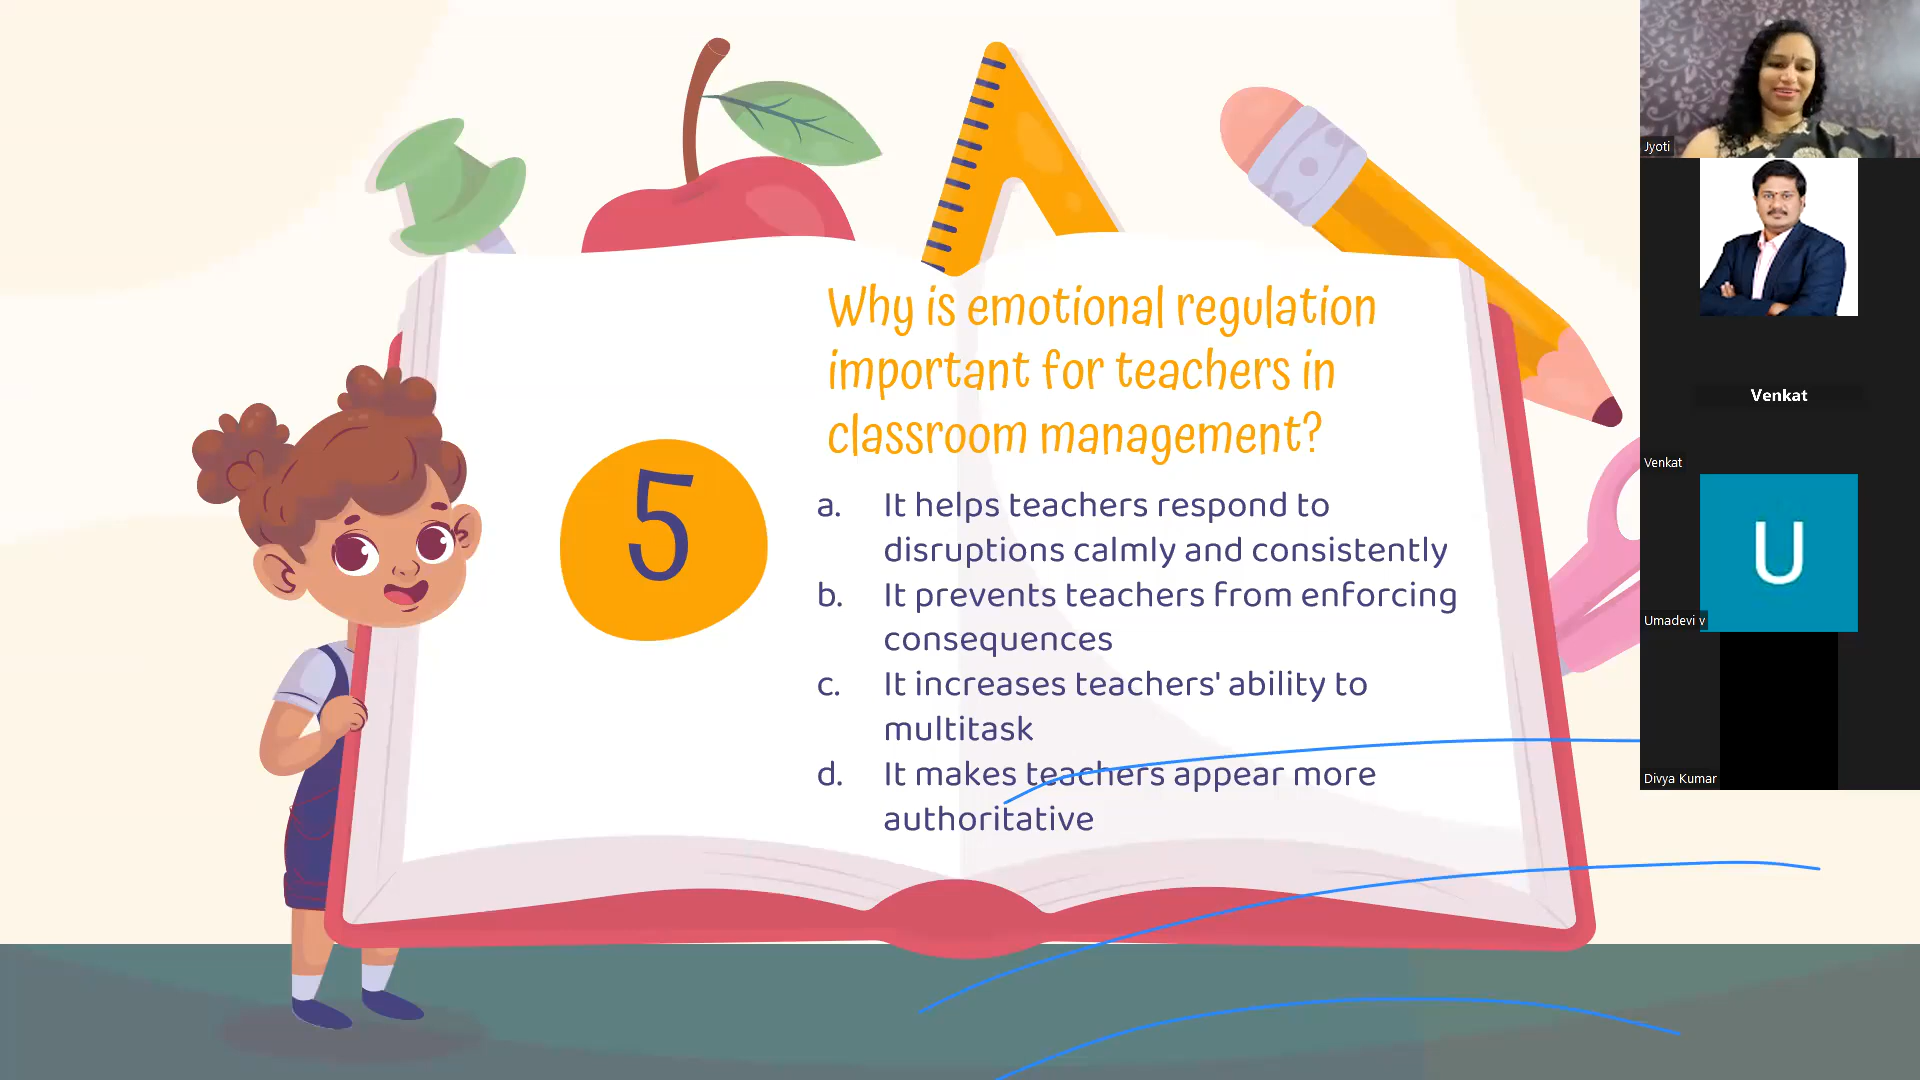 Why is emotional regulation
important for teachers in
classroom management?
5
a. It helps teachers respond to
disruptions calmly and consistently
b. It prevents teachers from enforcing
consequences
c. It increases teachers' ability to
multitask
d. It makes teachers appear more
authoritative
Jyoti
Venkat
Venkat
U
Umadevi v
Divya Kumar